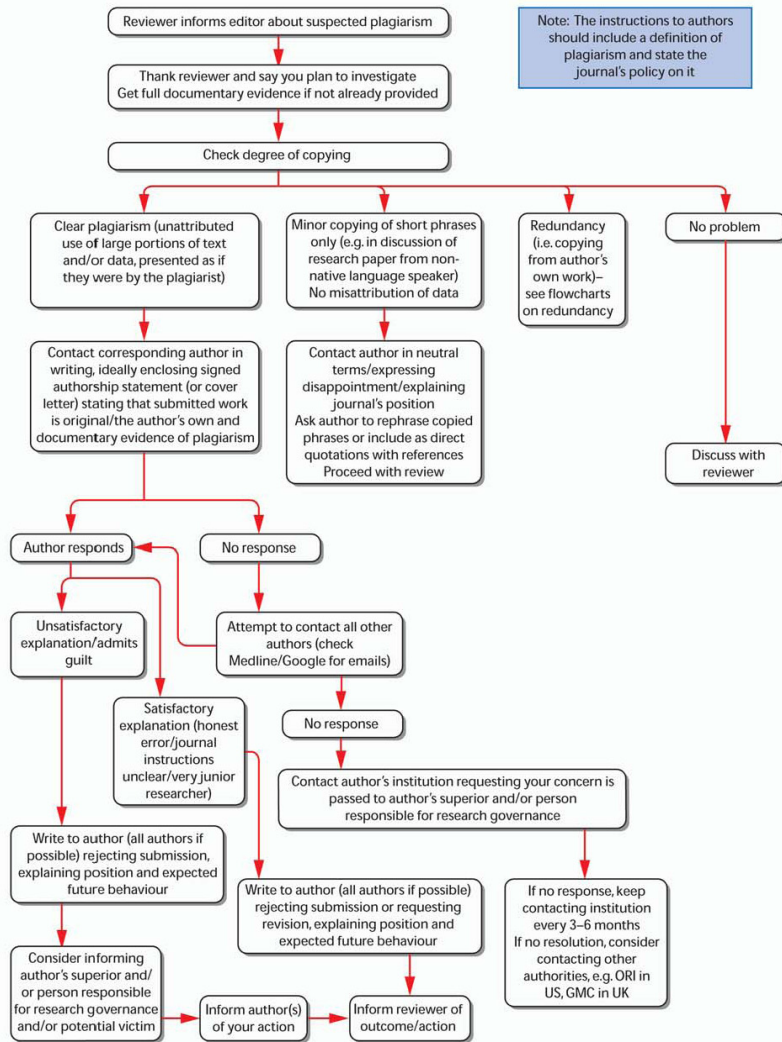 Reviewer informs editor about suspected plagiarism
Note: The instructions to authors
should include a definition of
plagiarism and state the
journal's policy on it
Thank reviewer and say you plan to investigate
Get full documentary evidence if not already provided
Check degree of copying
Clear plagiarism (unattributed
use of large portions of text
and/or data, presented as if
they were by the plagiarist)
Minor copying of short phrases
only (e.g. in discussion of
research paper from non-
native language speaker)
No misattribution of data
Redundancy
(i.e. copying
from author's
own work)–
see flowcharts
on redundancy
No problem
Contact corresponding author in
writing, ideally enclosing signed
authorship statement (or cover
letter) stating that submitted work
is original/the author's own and
documentary evidence of plagiarism
Contact author in neutral
terms/expressing
disappointment/explaining
journal's position
Ask author to rephrase copied
phrases or include as direct
quotations with references
Proceed with review
Discuss with
reviewer
Author responds
No response
Unsatisfactory
explanation/admits
guilt
Attempt to contact all other
authors (check
Medline/Google for emails)
Satisfactory
explanation (honest
error/journal
instructions
unclear/very junior
researcher)
No response
Contact author's institution requesting your concern is
passed to author's superior and/or person
responsible for research governance
Write to author (all authors if
possible) rejecting submission,
explaining position and expected
future behaviour
Write to author (all authors if possible)
rejecting submission or requesting
revision, explaining position and
expected future behaviour
If no response, keep
contacting institution
every 3–6 months
If no resolution, consider
contacting other
authorities, e.g. ORI in
US, GMC in UK
Consider informing
author's superior and/
or person responsible
for research governance
and/or potential victim
Inform author(s)
of your action
Inform reviewer of
outcome/action